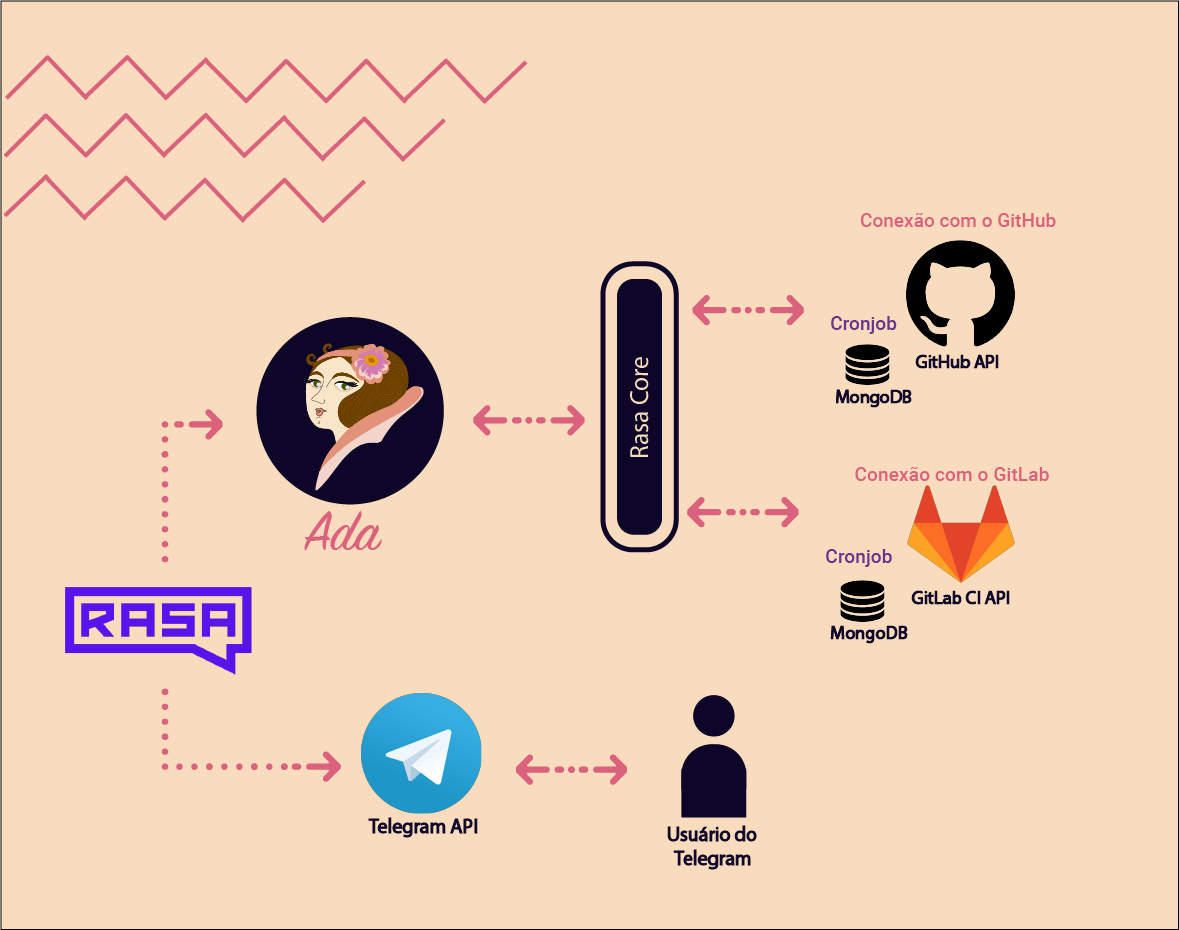 Conexão com o GitHub
Cronjob
GitHub API
MongoDB
Rasa Core
Ada
Conexão com o GitLab
Cronjob
GitLab CI API
MongoDB
RASA
Telegram API
Usuário do
Telegram